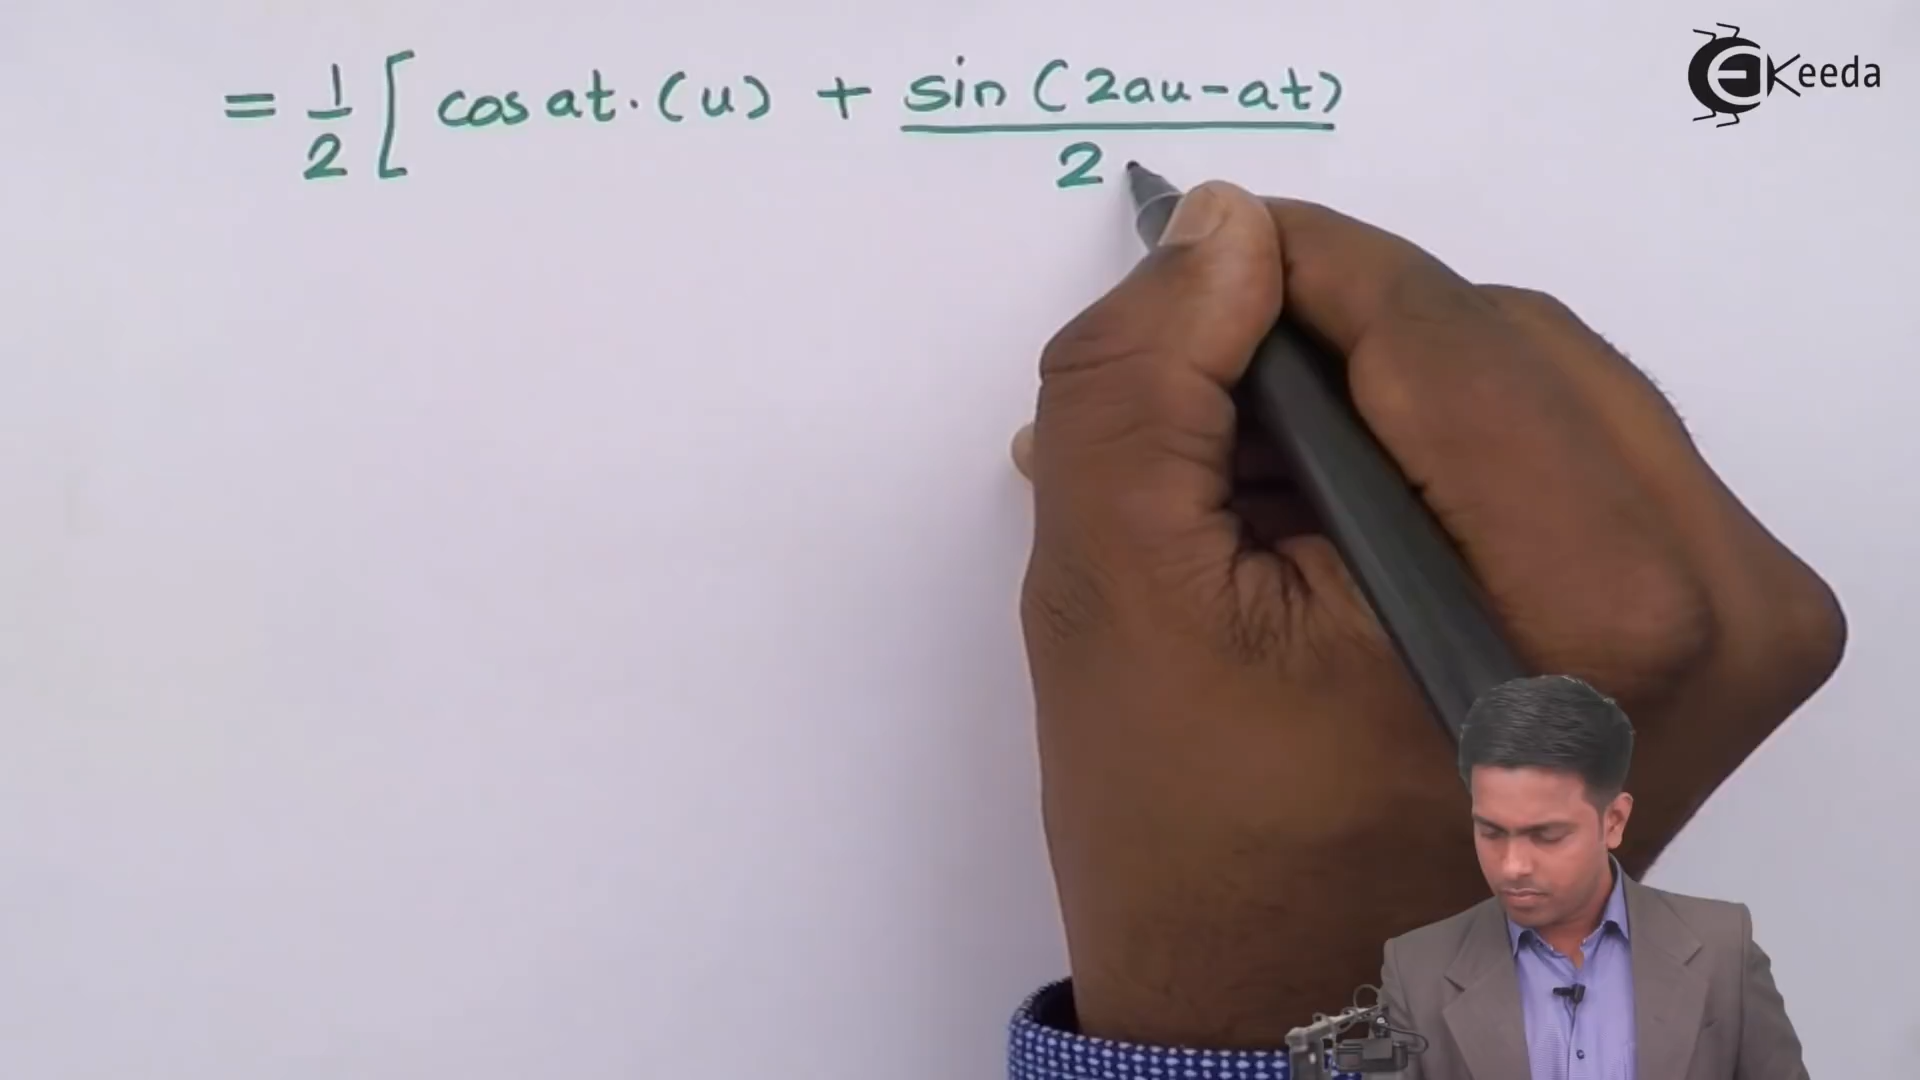 = 1/2 [ cos at . (u) + sin (2au - at) / 2
EKeeda